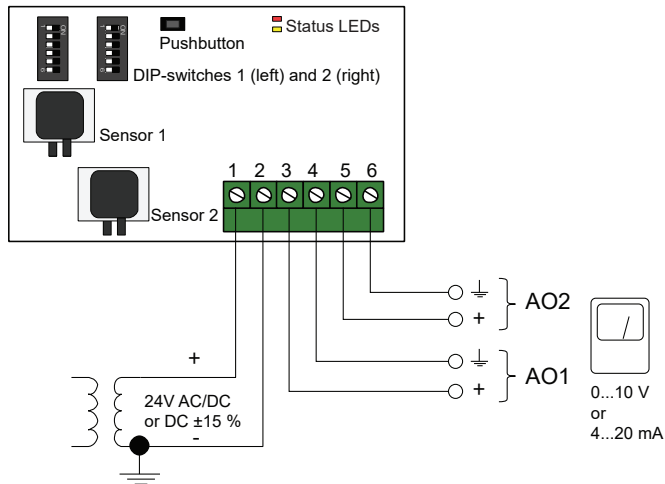 Status LEDs
Pushbutton
DIP-switches 1 (left) and 2 (right)
Sensor 1
Sensor 2
1 2 3 4 5 6
+
AO2
+
AO1
+
24V AC/DC
or DC ±15 %
-
0...10 V
or
4...20 mA